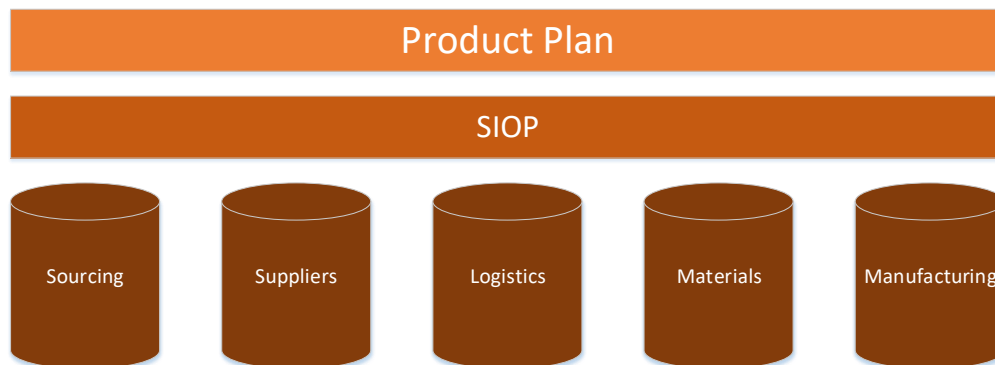 Product Plan
SIOP
Sourcing
Suppliers
Logistics
Materials
Manufacturing